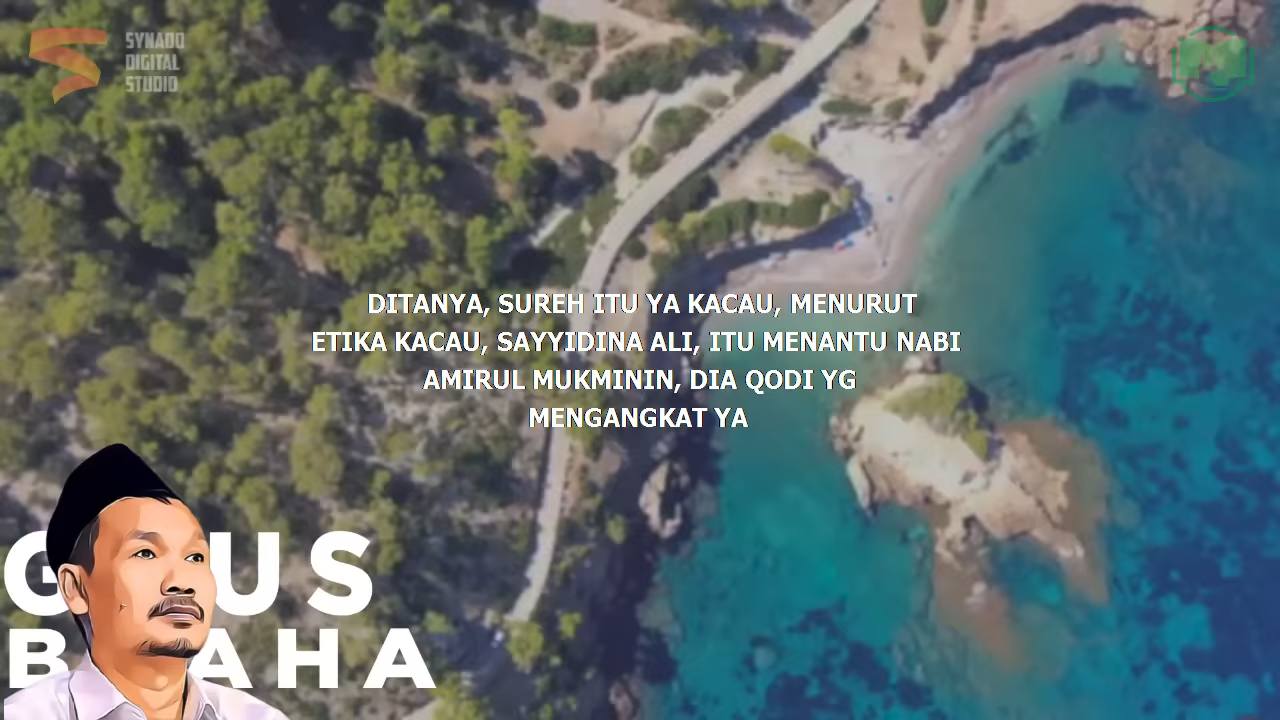 SYNADO
DIGITAL
STUDIO
DITANYA, SUREH ITU YA KACAU, MENURUT
ETIKA KACAU, SAYYIDINA ALI, ITU MENANTU NABI
AMIRUL MUKMININ, DIA QODI YG
MENGANGKAT YA
GUS
BAHA